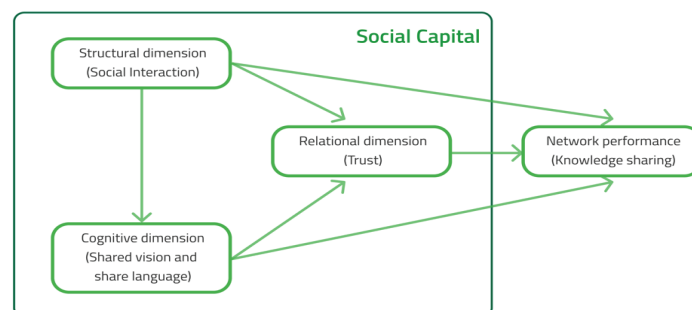 Social Capital
Structural dimension
(Social Interaction)
Relational dimension
(Trust)
Network performance
(Knowledge sharing)
Cognitive dimension
(Shared vision and
share language)